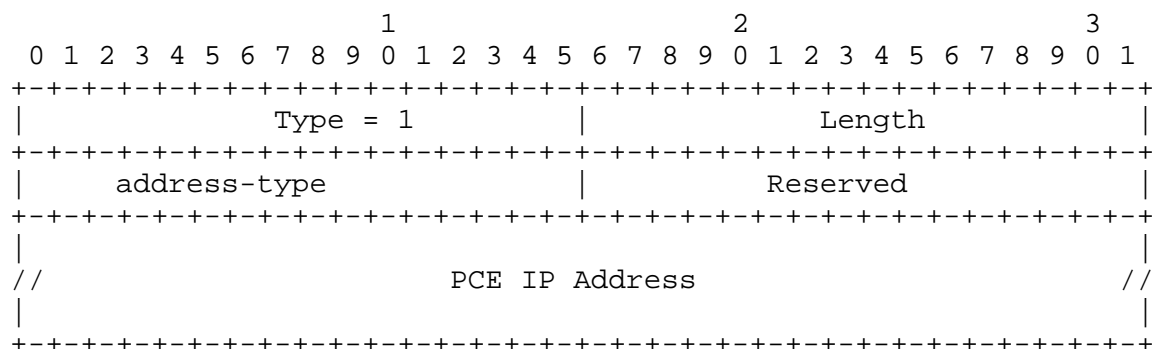 1                   2                   3
 0 1 2 3 4 5 6 7 8 9 0 1 2 3 4 5 6 7 8 9 0 1 2 3 4 5 6 7 8 9 0 1
+-+-+-+-+-+-+-+-+-+-+-+-+-+-+-+-+-+-+-+-+-+-+-+-+-+-+-+-+-+-+-+-+
|              Type = 1         |             Length            |
+-+-+-+-+-+-+-+-+-+-+-+-+-+-+-+-+-+-+-+-+-+-+-+-+-+-+-+-+-+-+-+-+
|     address-type              |          Reserved             |
+-+-+-+-+-+-+-+-+-+-+-+-+-+-+-+-+-+-+-+-+-+-+-+-+-+-+-+-+-+-+-+-+
|                                                               |
//                       PCE IP Address                        //
|                                                               |
+-+-+-+-+-+-+-+-+-+-+-+-+-+-+-+-+-+-+-+-+-+-+-+-+-+-+-+-+-+-+-+-+